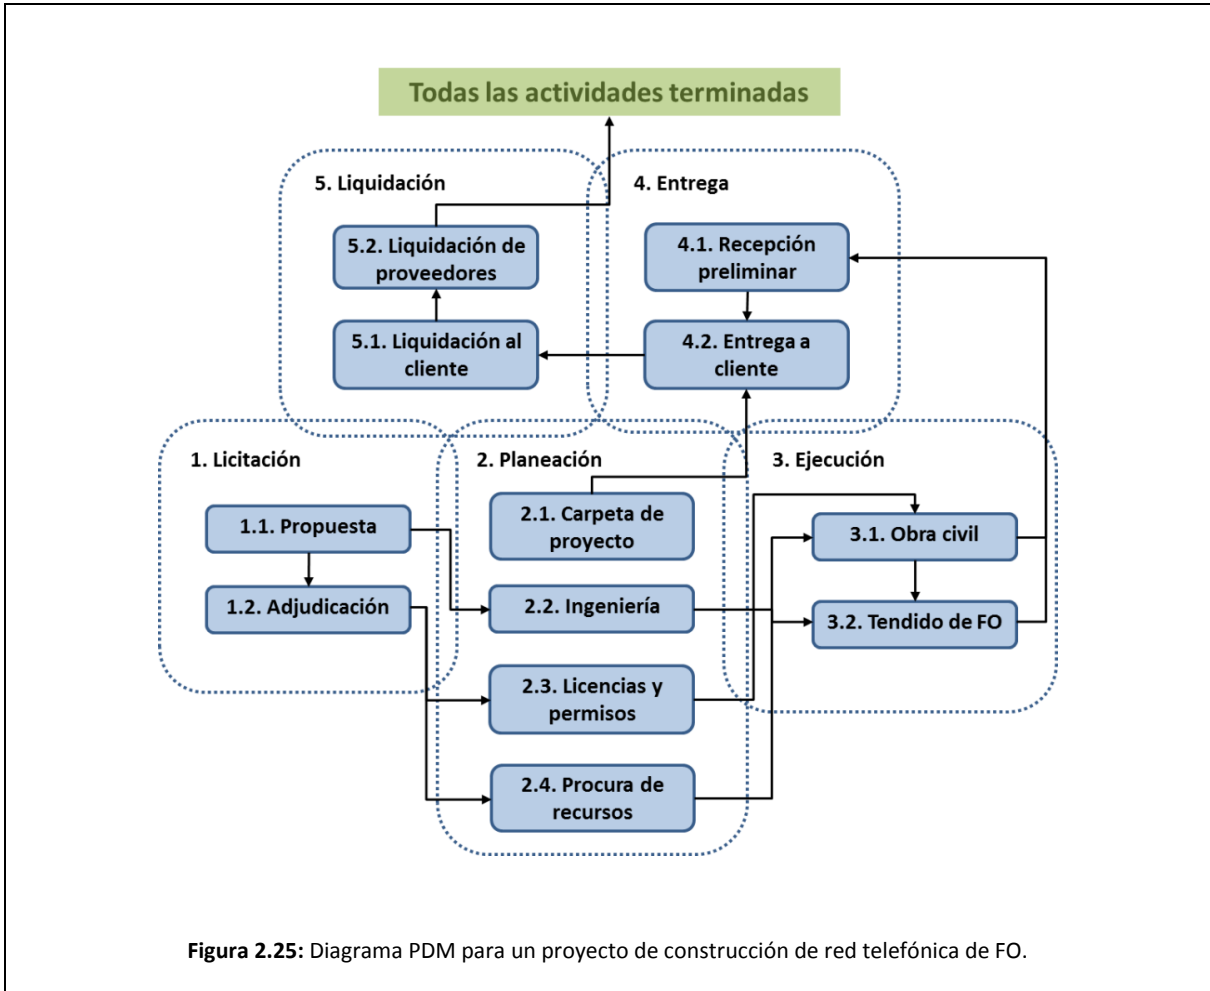 Todas las actividades terminadas
5. Liquidación
4. Entrega
5.2. Liquidación de
proveedores
4.1. Recepción
preliminar
5.1. Liquidación al
cliente
4.2. Entrega a
cliente
1. Licitación
2. Planeación
3. Ejecución
1.1. Propuesta
2.1. Carpeta de
proyecto
3.1. Obra civil
1.2. Adjudicación
2.2. Ingeniería
3.2. Tendido de FO
2.3. Licencias y
permisos
2.4. Procura de
recursos
Figura 2.25: Diagrama PDM para un proyecto de construcción de red telefónica de FO.